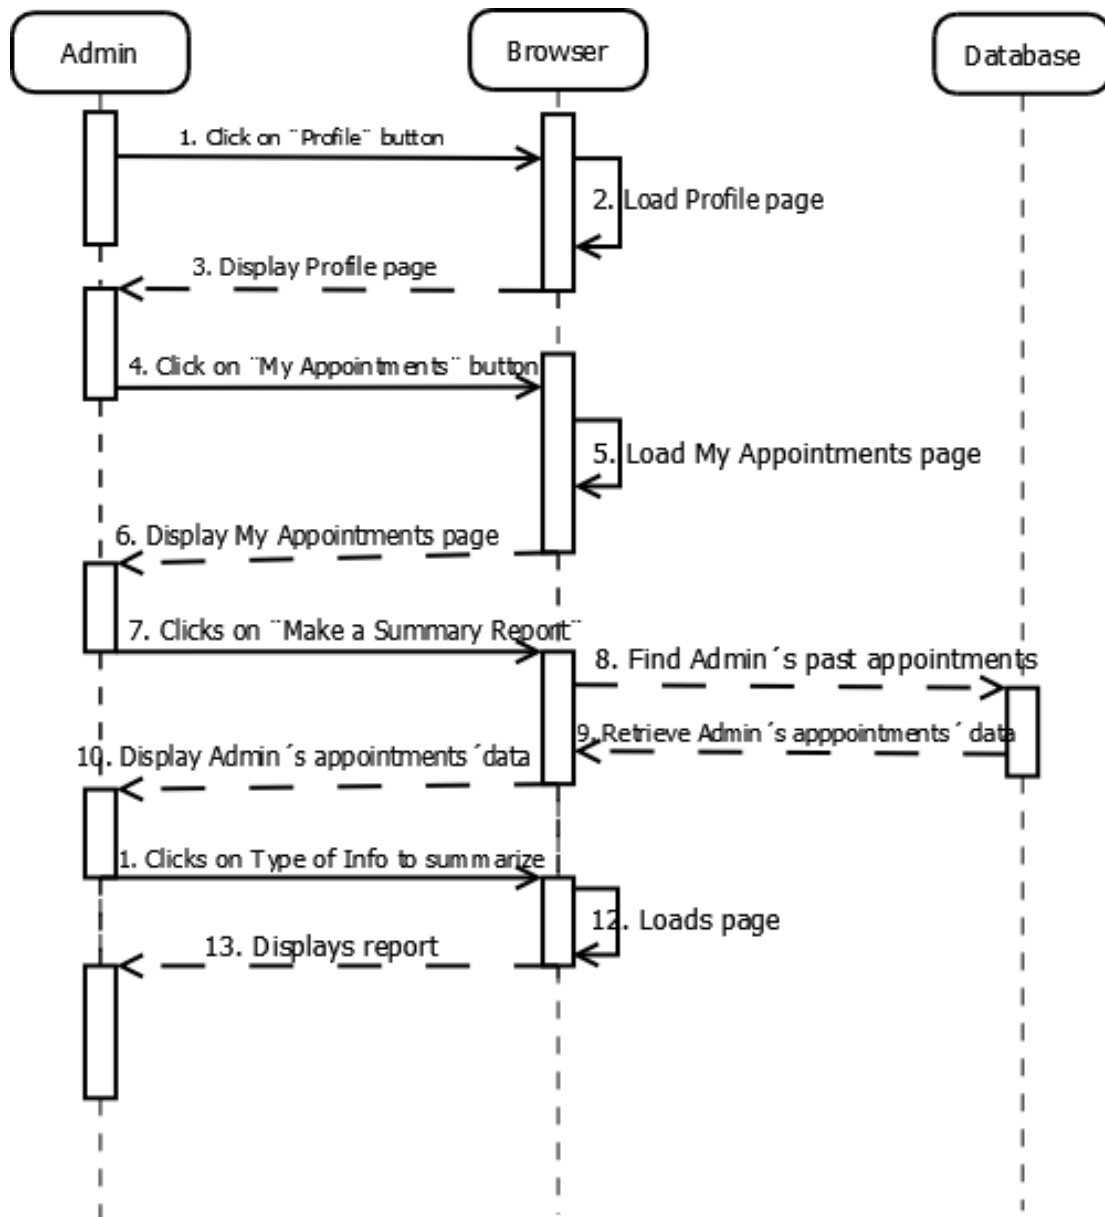 Admin
Browser
Database
1. Click on ¨Profile¨ button
2. Load Profile page
3. Display Profile page
4. Click on ¨My Appointments¨ button
5. Load My Appointments page
6. Display My Appointments page
7. Clicks on ¨Make a Summary Report¨
8. Find Admin´s past appointments
9. Retrieve Admin´s apppointments´ data
10. Display Admin´s appointments´data
1. Clicks on Type of Info to summarize
12. Loads page
13. Displays report